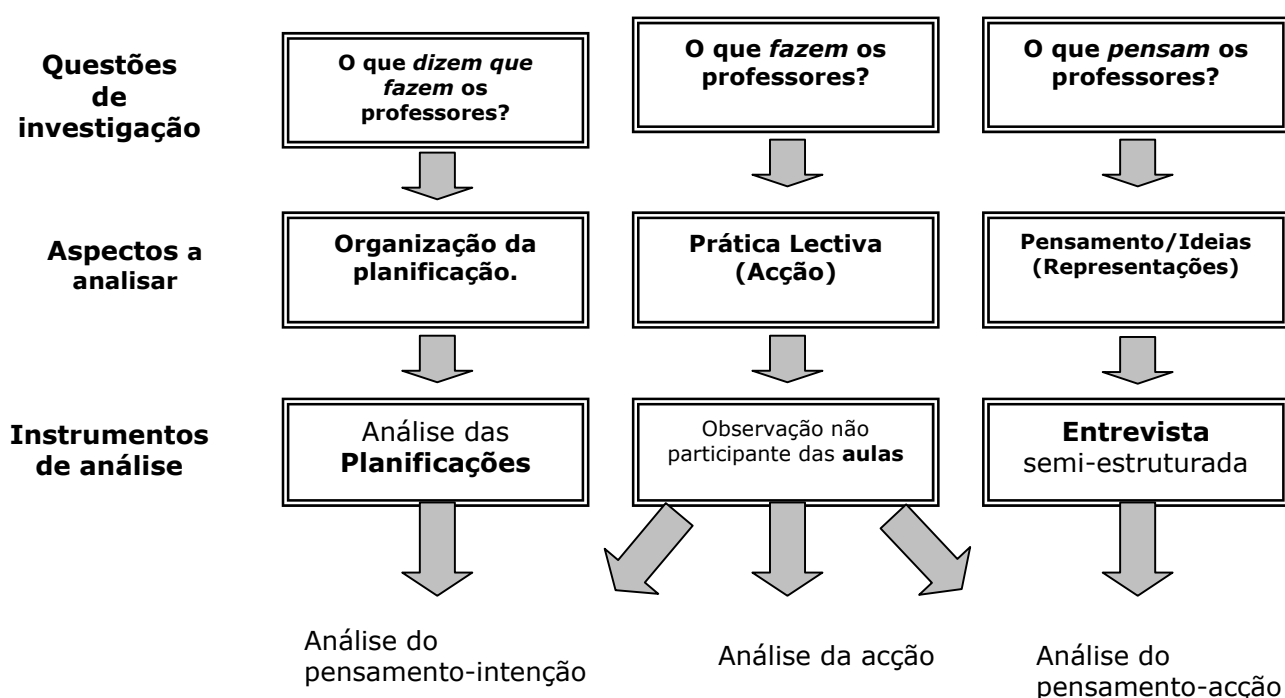 Questões
de
investigação
O que dizem que
fazem os
professores?
O que fazem os
professores?
O que pensam os
professores?
Aspectos a
analisar
Organização da
planificação.
Prática Lectiva
(Acção)
Pensamento/Ideias
(Representações)
Instrumentos
de análise
Análise das
Planificações
Observação não
participante das aulas
Entrevista
semi-estruturada
Análise do
pensamento-intenção
Análise da acção
Análise do
pensamento-acção